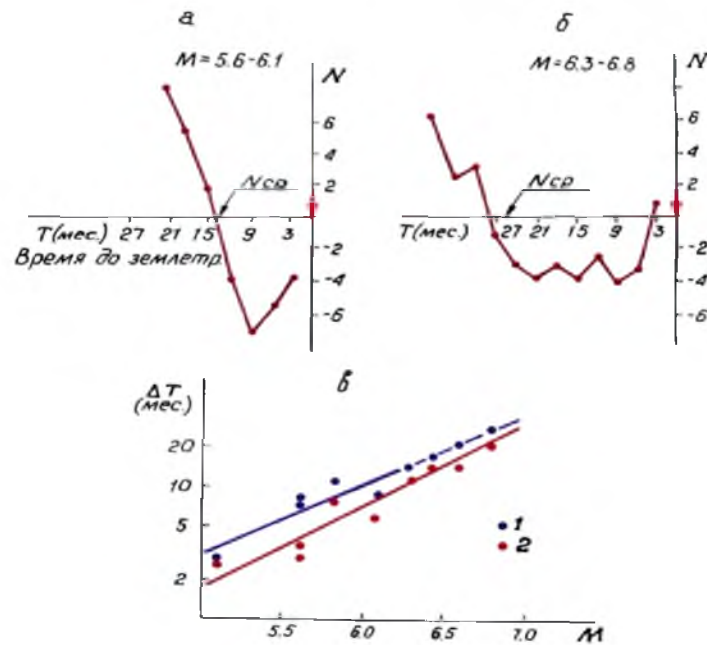 а
M = 5.6-6.1
N
6
4
2
Nср
T(мес.) 27 21 15 9 3
Время до землетр.
-2
-4
-6
б
M = 6.3-6.8
N
6
4
2
Nср
T(мес.) 27 21 15 9 3
-2
-4
-6
в
ΔT
(мес.)
20
10
5
2
1
2
5.5 6.0 6.5 7.0 M